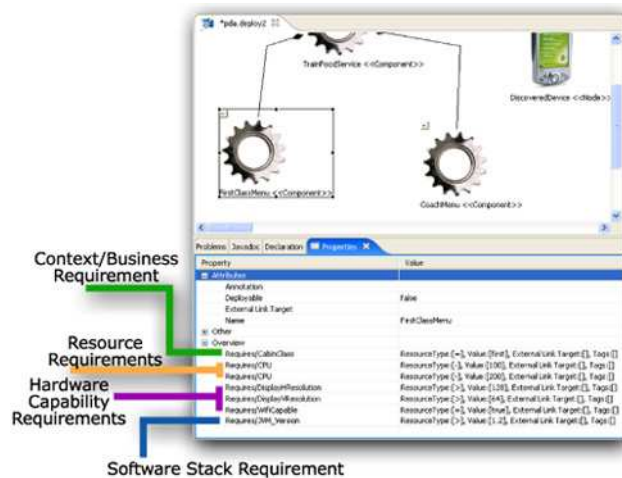 *pda.deploy2
TrainFoodService <<Component>>
DiscoveredDevice <<Node>>
FirstClassMenu <<Component>>
CoachMenu <<Component>>
Problems Javadoc Declaration Properties
Property Value
Attributes
Annotation
Deployable False
External Link Target
Name FirstClassMenu
Other
Overview
Requires/CabinClass ResourceType:[=], Value:[first], External Link Target:[], Tags:[]
Requires/CPU ResourceType:[-], Value:[100], External Link Target:[], Tags:[]
Requires/CPU ResourceType:[-], Value:[200], External Link Target:[], Tags:[]
Requires/DisplayHResolution ResourceType:[>], Value:[128], External Link Target:[], Tags:[]
Requires/DisplayVResolution ResourceType:[>], Value:[64], External Link Target:[], Tags:[]
Requires/WifiCapable ResourceType:[=], Value:[true], External Link Target:[], Tags:[]
Requires/JVM_Version ResourceType:[>], Value:[1.2], External Link Target:[], Tags:[]
Context/Business
Requirement
Resource
Requirements
Hardware
Capability
Requirements
Software Stack Requirement